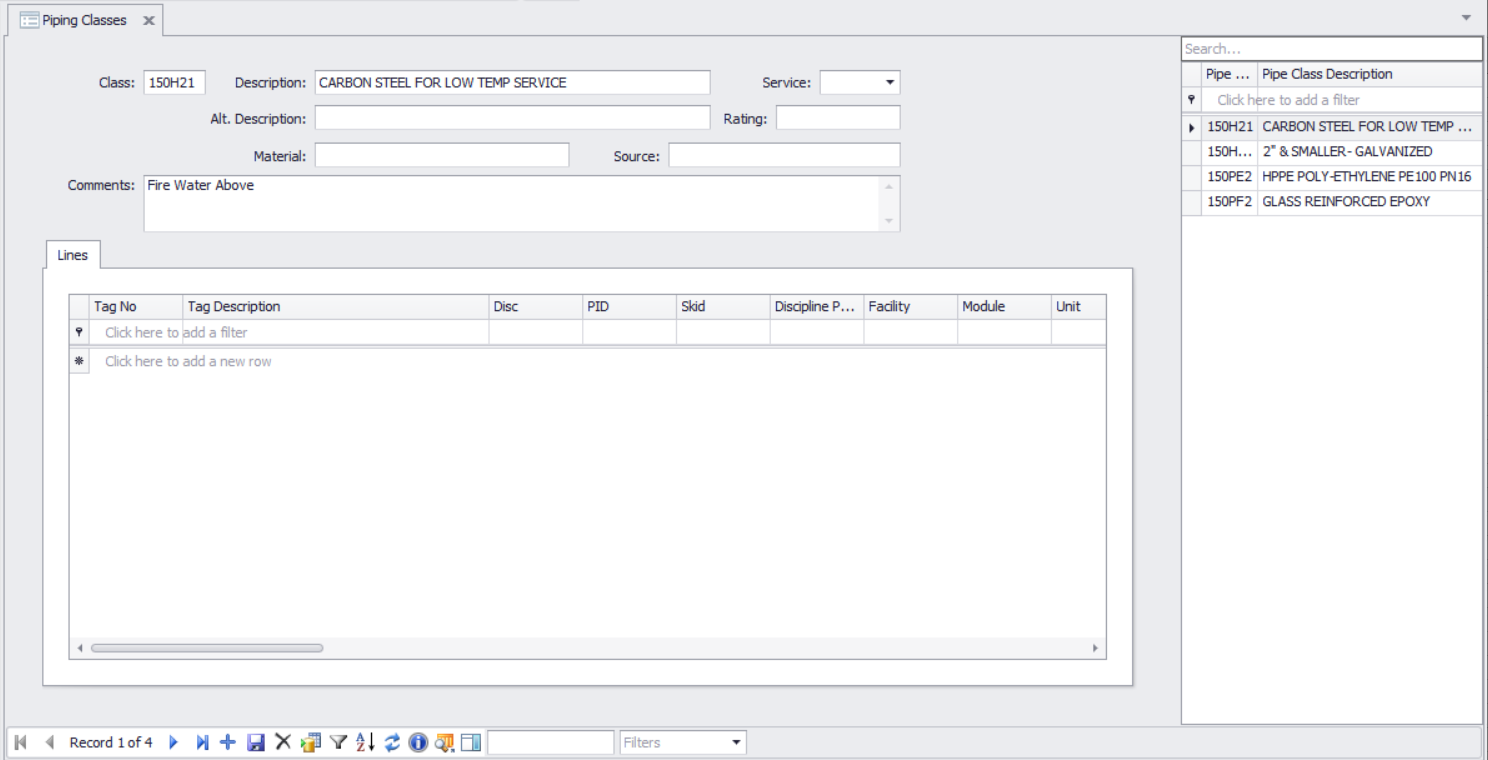 Piping Classes
Class: 150H21 Description: CARBON STEEL FOR LOW TEMP SERVICE Service:
Alt. Description: Rating:
Material: Source:
Comments: Fire Water Above
Lines
Tag No Tag Description Disc PID Skid Discipline P... Facility Module Unit
Click here to add a filter
Click here to add a new row
Record 1 of 4 Filters
Search...
Pipe ... Pipe Class Description
Click here to add a filter
150H21 CARBON STEEL FOR LOW TEMP ...
150H... 2" & SMALLER - GALVANIZED
150PE2 HPPE POLY-ETHYLENE PE100 PN16
150PF2 GLASS REINFORCED EPOXY